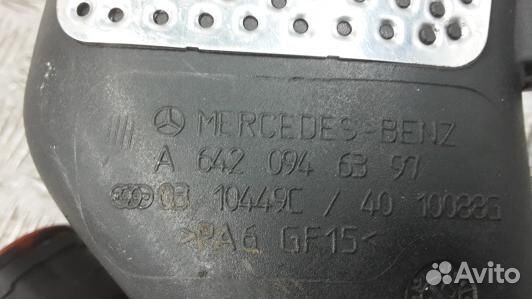 MERCEDES-BENZ
A 642 094 63 97
03 10449C / 40 100885
>PA6 GF15<
Avito